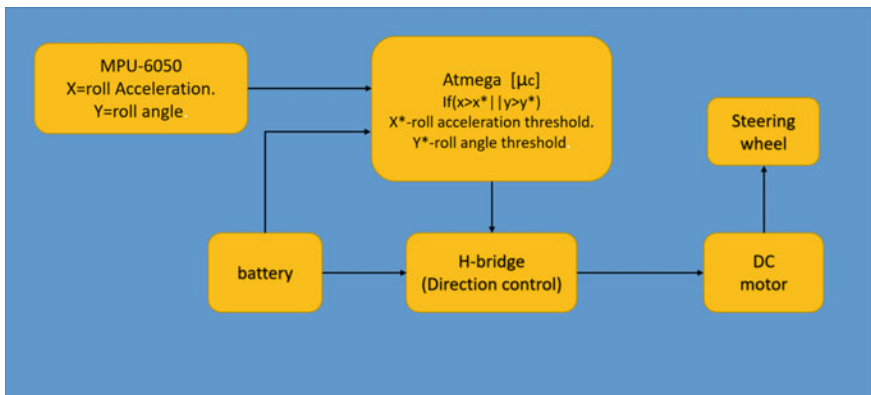 MPU-6050
X=roll Acceleration.
Y=roll angle.
Atmega [μc]
If(x>x*||y>y*)
X*-roll acceleration threshold.
Y*-roll angle threshold.
Steering
wheel
battery
H-bridge
(Direction control)
DC
motor